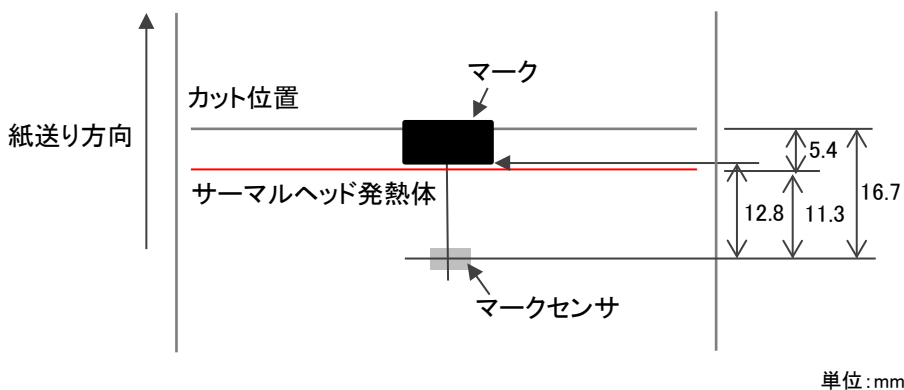 マーク
カット位置
紙送り方向
5.4
サーマルヘッド発熱体
12.8
11.3
16.7
マークセンサ
単位:mm